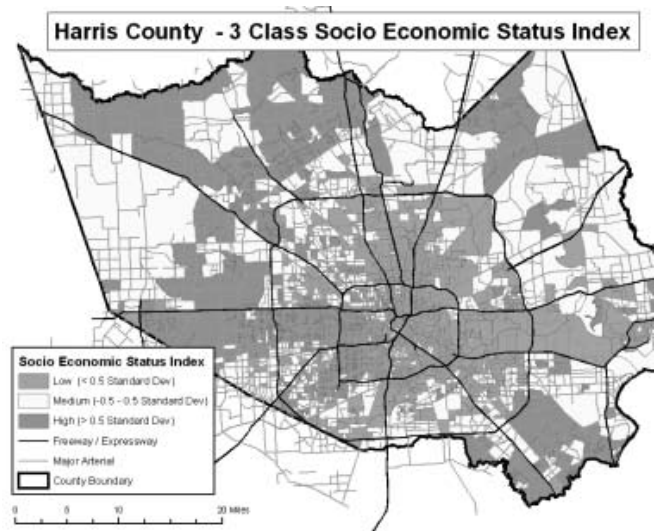 Harris County - 3 Class Socio Economic Status Index
Socio Economic Status Index
Low (< 0.5 Standard Dev)
Medium (-0.5 - 0.5 Standard Dev)
High (> 0.5 Standard Dev)
Freeway / Expressway
Major Arterial
County Boundary
0 5 10 20 Miles